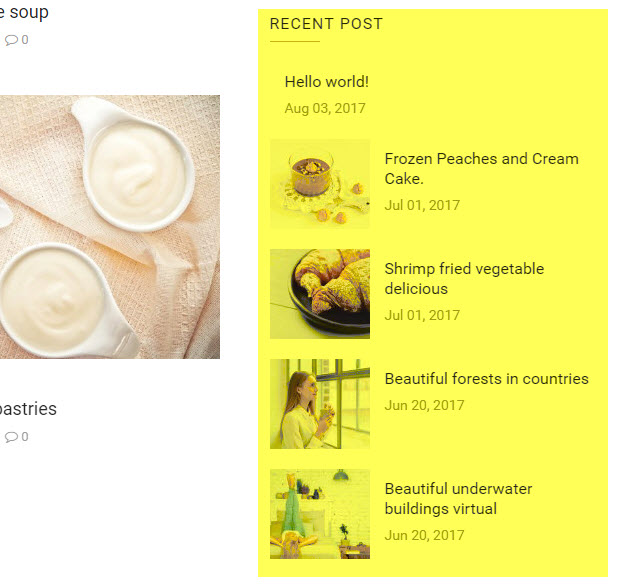 e soup
0
RECENT POST
Hello world!
Aug 03, 2017
Frozen Peaches and Cream
Cake.
Jul 01, 2017
Shrimp fried vegetable
delicious
Jul 01, 2017
Beautiful forests in countries
Jun 20, 2017
pastries
0
Beautiful underwater
buildings virtual
Jun 20, 2017